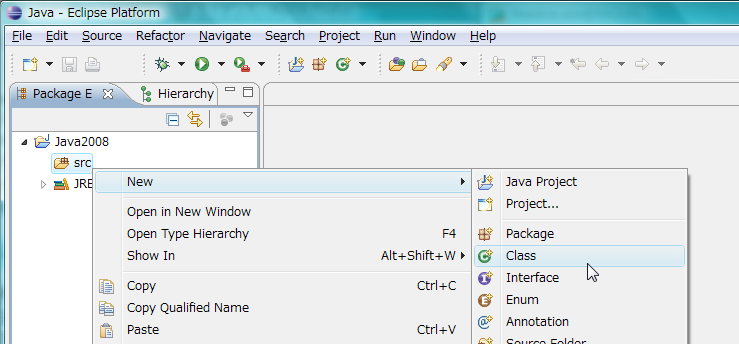 Java - Eclipse Platform
File Edit Source Refactor Navigate Search Project Run Window Help
Package E Hierarchy
Java2008
src
JRE
New
Open in New Window
Open Type Hierarchy F4
Show In Alt+Shift+W
Copy Ctrl+C
Copy Qualified Name
Paste Ctrl+V
Java Project
Project...
Package
Class
Interface
Enum
Annotation
Source Folder